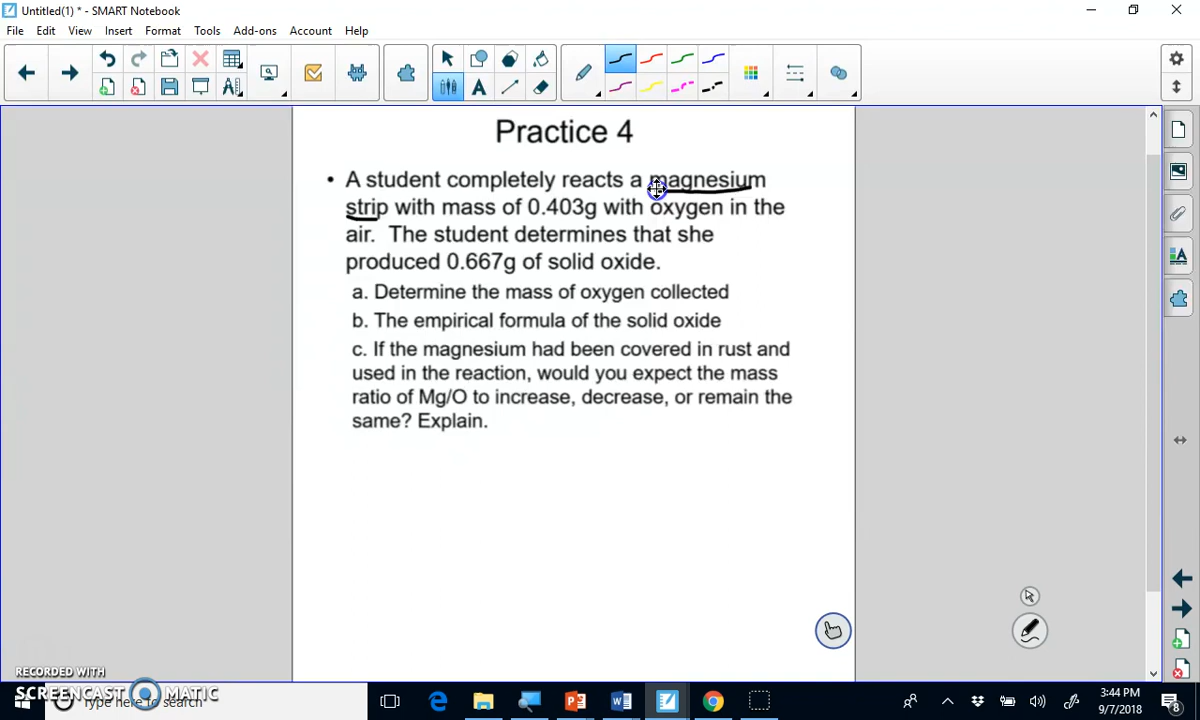 Untitled(1) * - SMART Notebook
File Edit View Insert Format Tools Add-ons Account Help
Practice 4
• A student completely reacts a magnesium
strip with mass of 0.403g with oxygen in the
air. The student determines that she
produced 0.667g of solid oxide.
a. Determine the mass of oxygen collected
b. The empirical formula of the solid oxide
c. If the magnesium had been covered in rust and
used in the reaction, would you expect the mass
ratio of Mg/O to increase, decrease, or remain the
same? Explain.
RECORDED WITH
SCREENCAST MATIC
Type here to search
3:44 PM
9/7/2018
8